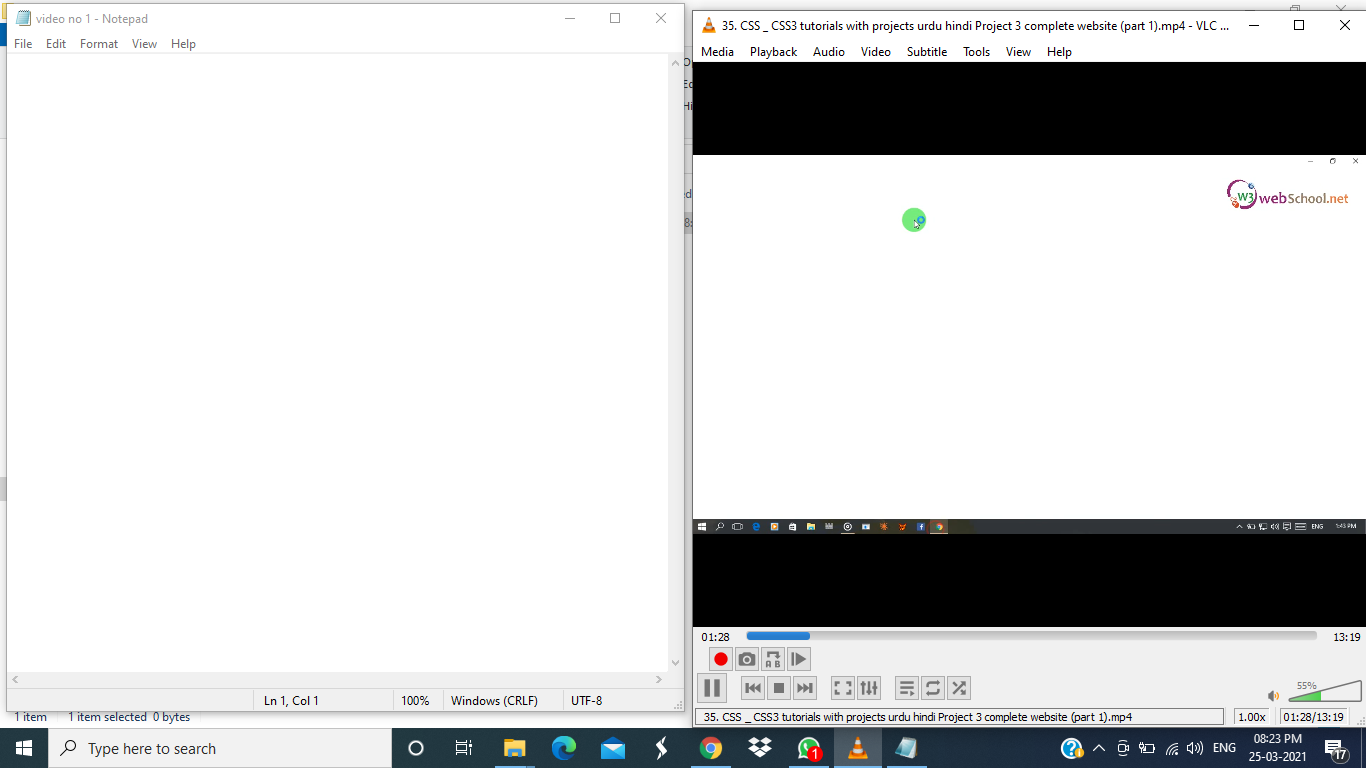 video no 1 - Notepad
File Edit Format View Help
Ln 1, Col 1 100% Windows (CRLF) UTF-8
1 item 1 item selected 0 bytes
35. CSS _ CSS3 tutorials with projects urdu hindi Project 3 complete website (part 1).mp4 - VLC ...
Media Playback Audio Video Subtitle Tools View Help
W3 webSchool.net
ENG 1:43 PM
01:28 13:19
A B
55%
35. CSS _ CSS3 tutorials with projects urdu hindi Project 3 complete website (part 1).mp4 1.00x 01:28/13:19
Type here to search
1
ENG
08:23 PM
25-03-2021
17